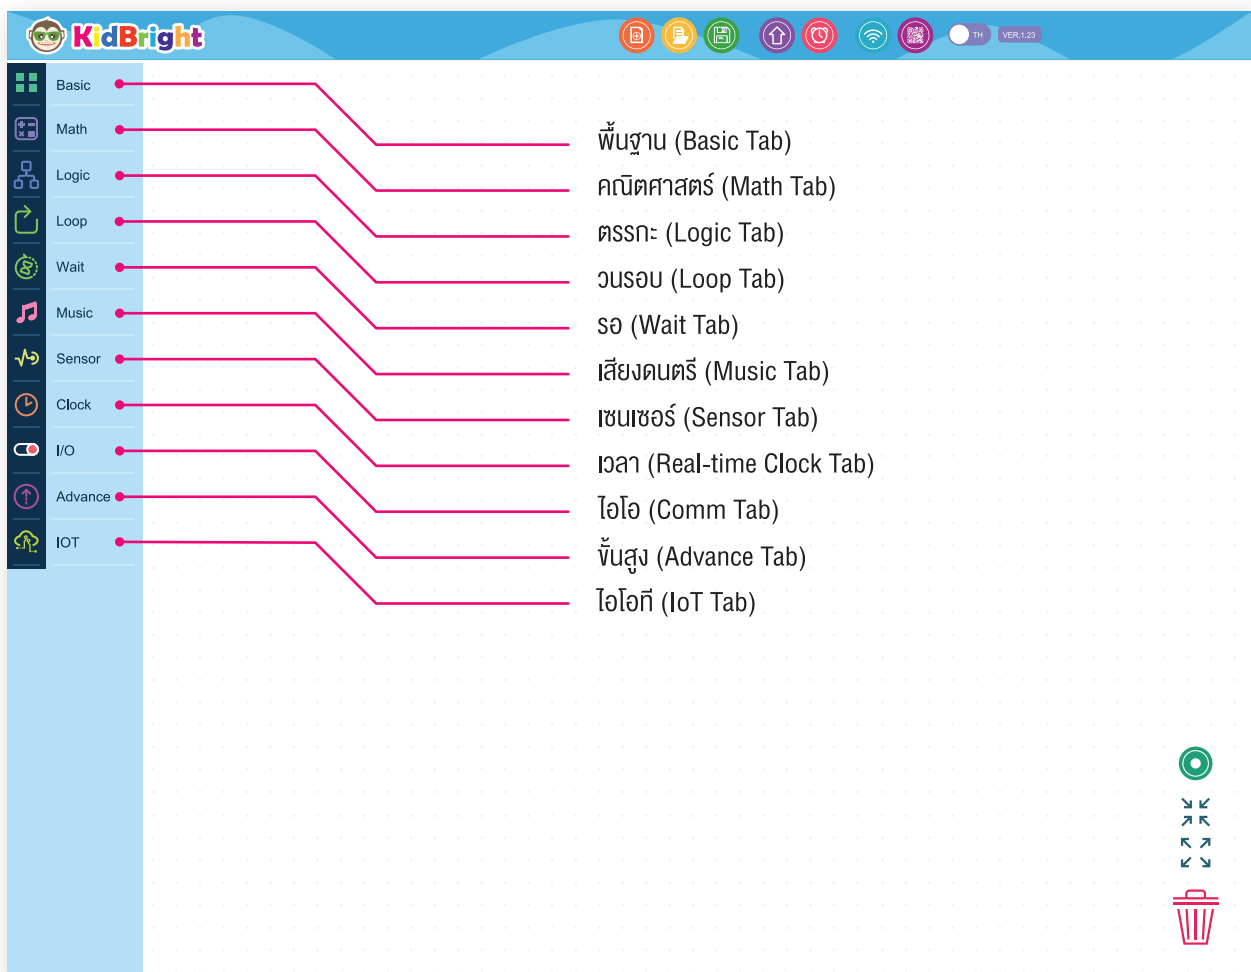 KidBright
TH
VER.1.23
Basic
Math
Logic
Loop
Wait
Music
Sensor
Clock
I/O
Advance
IOT
พื้นฐาน (Basic Tab)
คณิตศาสตร์ (Math Tab)
ตรรกะ (Logic Tab)
วนรอบ (Loop Tab)
รอ (Wait Tab)
เสียงดนตรี (Music Tab)
เซนเซอร์ (Sensor Tab)
เวลา (Real-time Clock Tab)
ไอโอ (Comm Tab)
ขั้นสูง (Advance Tab)
ไอโอที (IoT Tab)